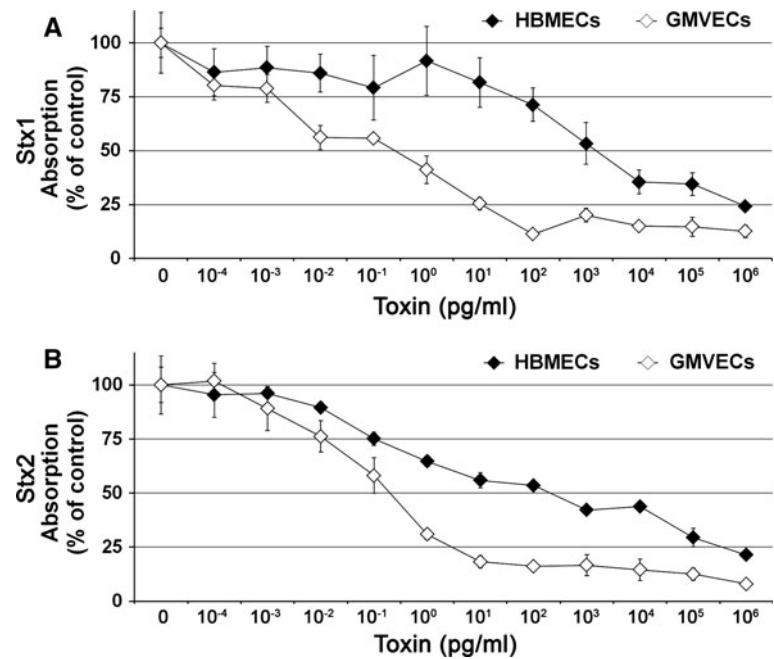 A
HBMECs
GMVECs
Stx1
Absorption
(% of control)
100
75
50
25
0
0 10⁻⁴ 10⁻³ 10⁻² 10⁻¹ 10⁰ 10¹ 10² 10³ 10⁴ 10⁵ 10⁶
Toxin (pg/ml)
B
HBMECs
GMVECs
Stx2
Absorption
(% of control)
100
75
50
25
0
0 10⁻⁴ 10⁻³ 10⁻² 10⁻¹ 10⁰ 10¹ 10² 10³ 10⁴ 10⁵ 10⁶
Toxin (pg/ml)